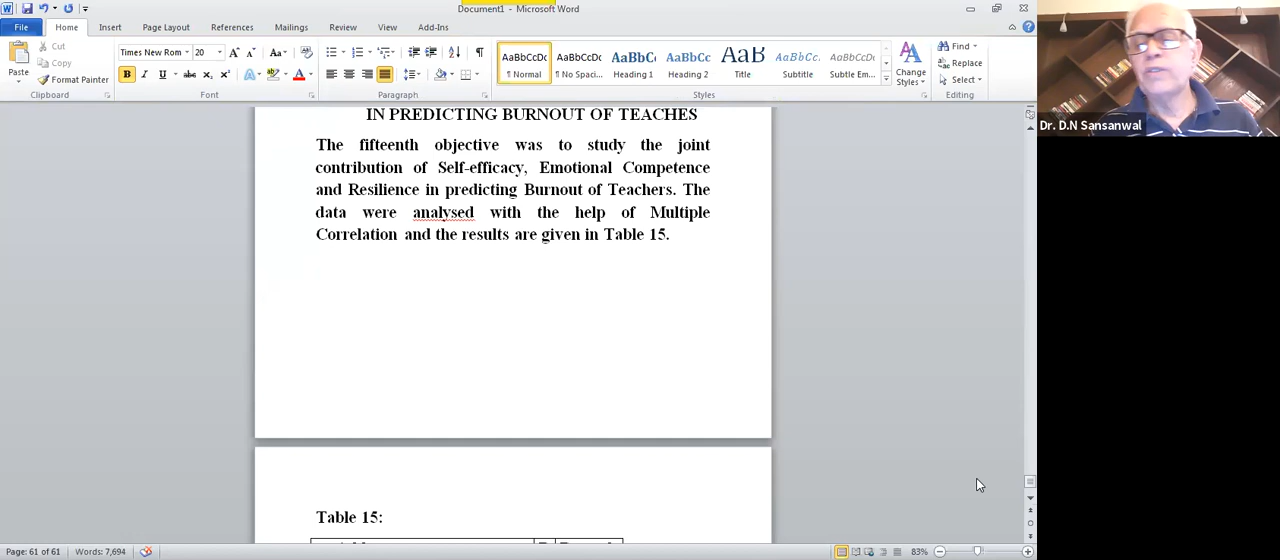 Document1 - Microsoft Word
File Home Insert Page Layout References Mailings Review View Add-Ins
Paste
Cut
Copy
Format Painter
Clipboard
Times New Rom 20
B I U abc X₂ X² A
Font
Paragraph
AaBbCcDc AaBbCcDc AaBbC AaBbCc AaB AaBbCc. AaBbCcDc
¶ Normal ¶ No Spaci... Heading 1 Heading 2 Title Subtitle Subtle Em...
Change Styles
Styles
Find
Replace
Select
Editing
Dr. D.N Sansanwal
IN PREDICTING BURNOUT OF TEACHES
The fifteenth objective was to study the joint
contribution of Self-efficacy, Emotional Competence
and Resilience in predicting Burnout of Teachers. The
data were analysed with the help of Multiple
Correlation and the results are given in Table 15.
Table 15:
Page: 61 of 61 Words: 7,694 83%